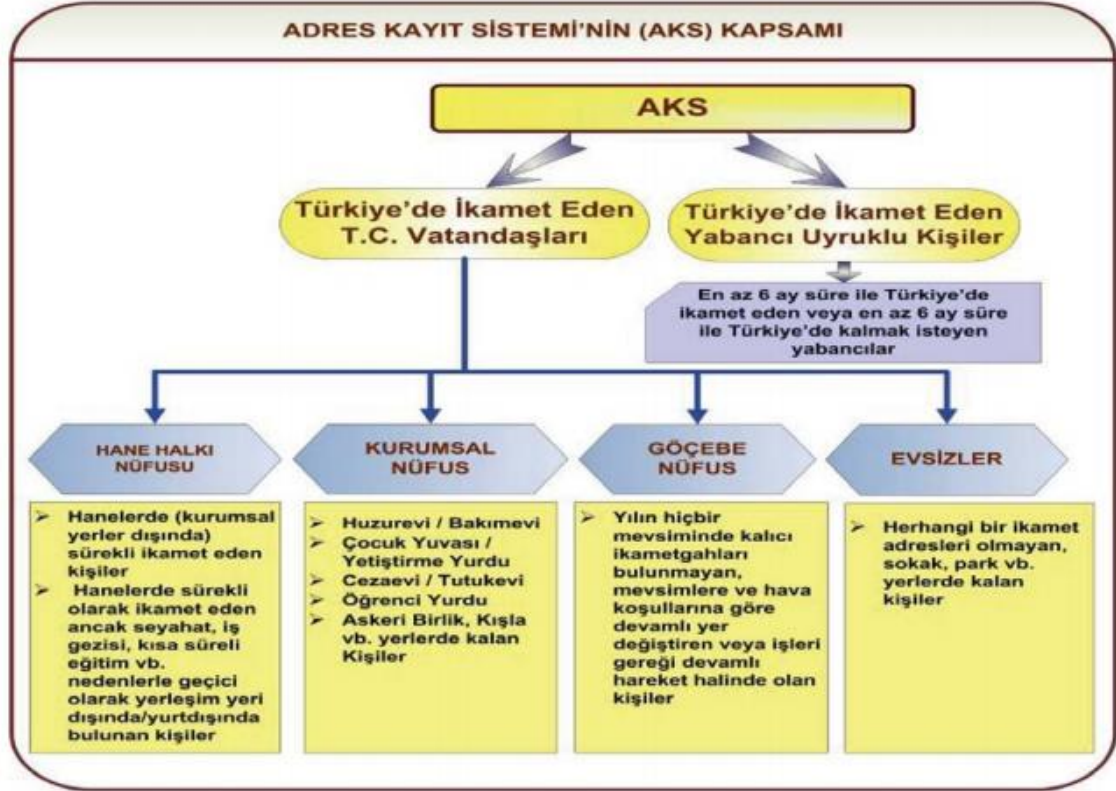 ADRES KAYIT SİSTEMİ'NİN (AKS) KAPSAMI
AKS
Türkiye'de İkamet Eden
T.C. Vatandaşları
Türkiye'de İkamet Eden
Yabancı Uyruklu Kişiler
En az 6 ay süre ile Türkiye'de
ikamet eden veya en az 6 ay süre
ile Türkiye'de kalmak isteyen
yabancılar
HANE HALKI
NÜFUSU
➢ Hanelerde (kurumsal
yerler dışında)
sürekli ikamet eden
kişiler
➢ Hanelerde sürekli
olarak ikamet eden
ancak seyahat, iş
gezisi, kısa süreli
eğitim vb.
nedenlerle geçici
olarak yerleşim yeri
dışında/yurtdışında
bulunan kişiler
KURUMSAL
NÜFUS
➢ Huzurevi / Bakımevi
➢ Çocuk Yuvası /
Yetiştirme Yurdu
➢ Cezaevi / Tutukevi
➢ Öğrenci Yurdu
➢ Askeri Birlik, Kışla
vb. yerlerde kalan
Kişiler
GÖÇEBE
NÜFUS
➢ Yılın hiçbir
mevsiminde kalıcı
ikametgahları
bulunmayan,
mevsimlere ve hava
koşullarına göre
devamlı yer
değiştiren veya işleri
gereği devamlı
hareket halinde olan
kişiler
EVSİZLER
➢ Herhangi bir ikamet
adresleri olmayan,
sokak, park vb.
yerlerde kalan
kişiler